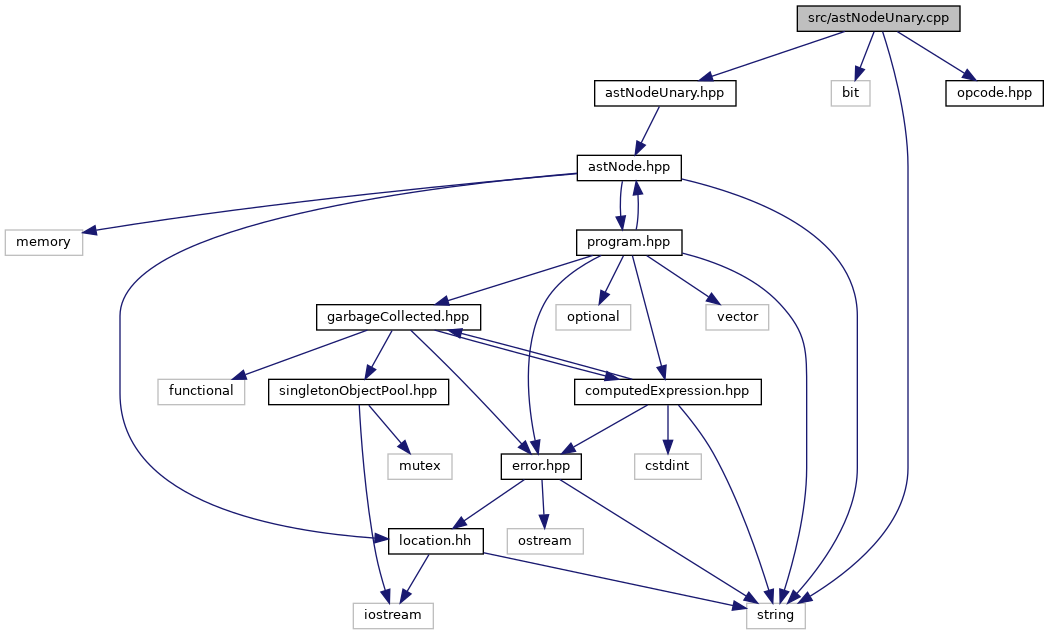 src/astNodeUnary.cpp
astNodeUnary.hpp
bit
opcode.hpp
astNode.hpp
memory
program.hpp
garbageCollected.hpp
optional
vector
functional
singletonObjectPool.hpp
computedExpression.hpp
mutex
error.hpp
cstdint
location.hh
ostream
iostream
string